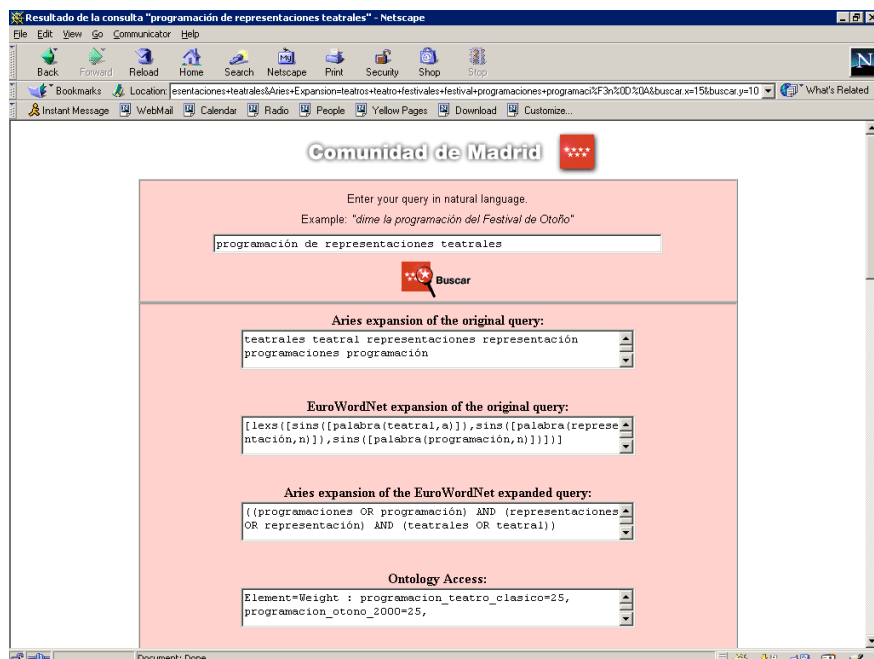 Resultado de la consulta "programación de representaciones teatrales" - Netscape
File Edit View Go Communicator Help
Back Forward Reload Home Search Netscape Print Security Shop Stop
My
N
Bookmarks Location: esentaciones+teatrales&Aries+Expansion=teatros+teatro+festivales+festival+programaciones+programaci%F3n%0D%0A&buscar.x=15&buscar.y=10 What's Related
Instant Message WebMail Calendar Radio People Yellow Pages Download Customize...
Comunidad de Madrid
Enter your query in natural language.
Example: "dime la programación del Festival de Otoño"
programación de representaciones teatrales
Buscar
Aries expansion of the original query:
teatrales teatral representaciones representación
programaciones programación
EuroWordNet expansion of the original query:
[lexs([sins([palabra(teatral,a)]),sins([palabra(represe
ntación,n)]),sins([palabra(programación,n)])])]
Aries expansion of the EuroWordNet expanded query:
((programaciones OR programación) AND (representaciones
OR representación) AND (teatrales OR teatral))
Ontology Access:
Element=Weight : programacion_teatro_clasico=25,
programacion_otono_2000=25,
Document: Done